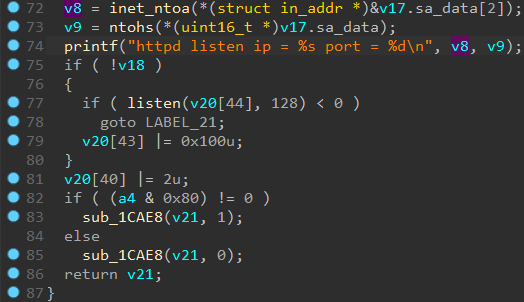 72 v8 = inet_ntoa(*(struct in_addr *)&v17.sa_data[2]);
73 v9 = ntohs(*(uint16_t *)v17.sa_data);
74 printf("httpd listen ip = %s port = %d\n", v8, v9);
75 if ( !v18 )
76 {
77 if ( listen(v20[44], 128) < 0 )
78 goto LABEL_21;
79 v20[43] |= 0x100u;
80 }
81 v20[40] |= 2u;
82 if ( (a4 & 0x80) != 0 )
83 sub_1CAE8(v21, 1);
84 else
85 sub_1CAE8(v21, 0);
86 return v21;
87 }